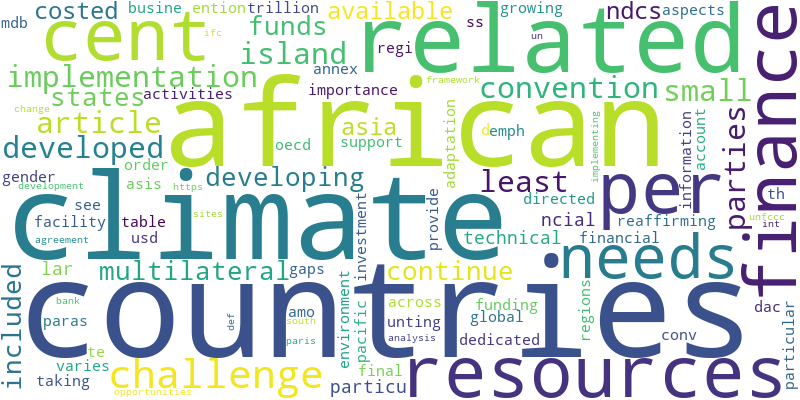 mdb
costed
busine
ention
trillion
available
growing
ndcs
aspects
cent
funds
related
ss
island
regi
ifc
un
finance
implementation
annex
framework
convention
small
states
activities
importance
african
change
article
asia
adaptation
d
emph
implementing
information
account
parties
developed
order
oecd
support
gender
asis
developing
least
per
th
development
https
directed
see
facility
table
provide
ncial
reaffirming
unfccc
int
climate
sites
usd
investment
technical
financial
agreement
needs
included
lar
multilateral
gaps
continue
countries
bank
environment
pacific
across
funding
regions
dac
particular
paras
def
amo
south
unting
global
paris
analysis
dedicated
conv
te
varies
taking
challenge
opportunities
final
particu
resources